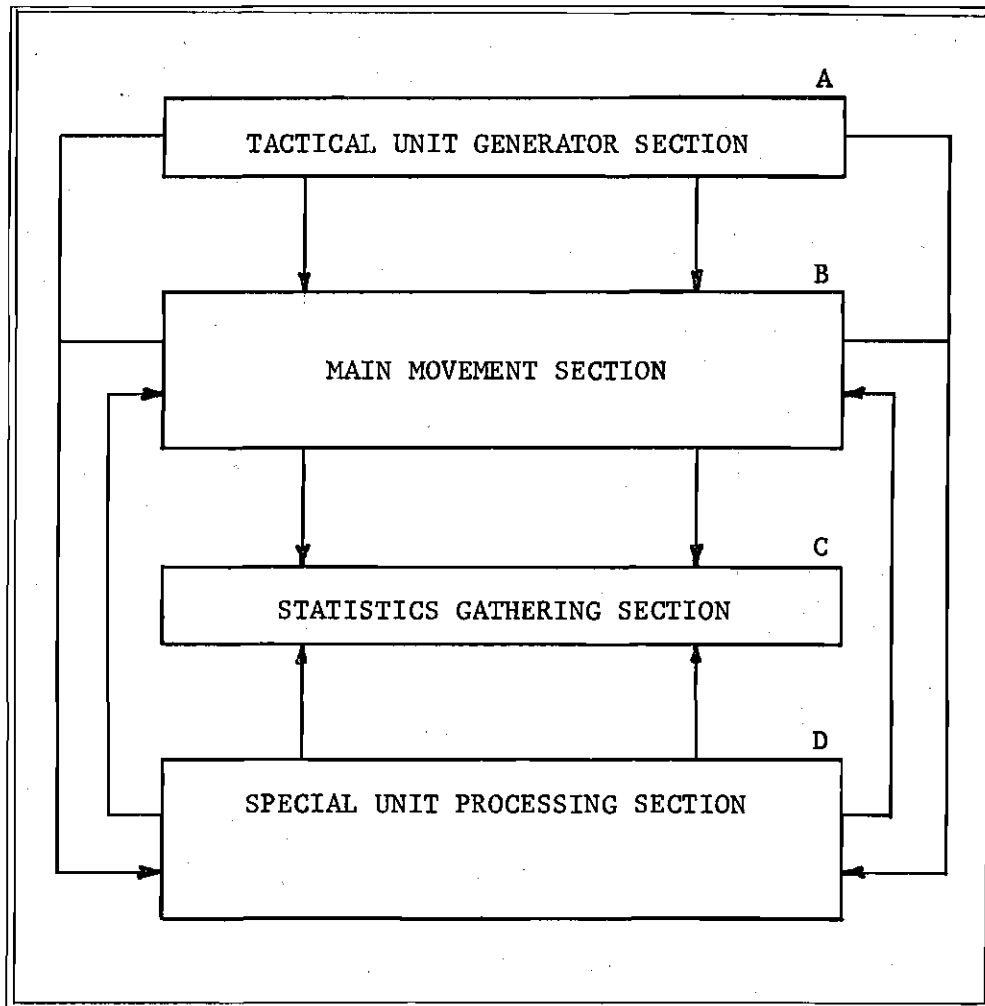 A
TACTICAL UNIT GENERATOR SECTION
B
MAIN MOVEMENT SECTION
C
STATISTICS GATHERING SECTION
D
SPECIAL UNIT PROCESSING SECTION